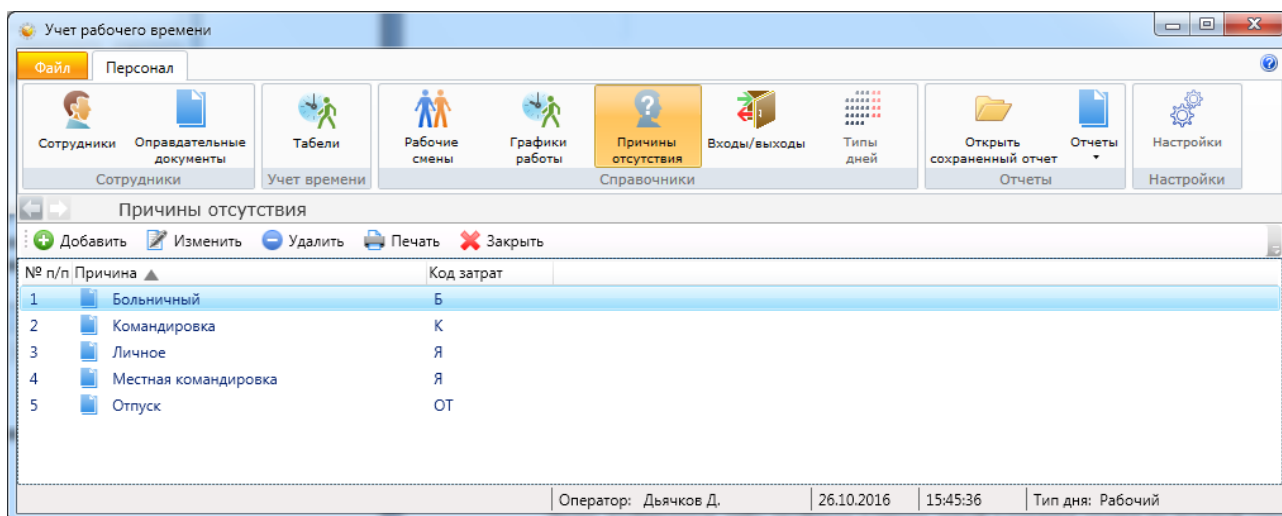 Учет рабочего времени
Файл Персонал
Сотрудники Оправдательные документы Табели Рабочие смены Графики работы Причины отсутствия Входы/выходы Типы дней Открыть сохраненный отчет Отчеты Настройки
Сотрудники Учет времени Справочники Отчеты Настройки
Причины отсутствия
Добавить Изменить Удалить Печать Закрыть
№ п/п Причина Код затрат
1 Больничный Б
2 Командировка К
3 Личное Я
4 Местная командировка Я
5 Отпуск ОТ
Оператор: Дьячков Д. 26.10.2016 15:45:36 Тип дня: Рабочий